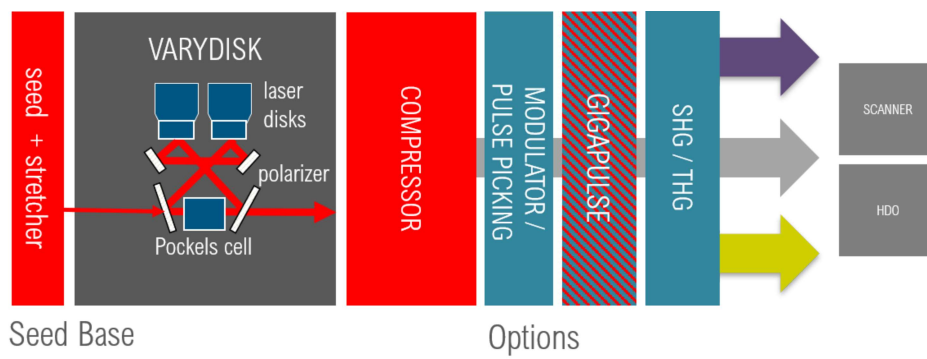 seed + stretcher
VARYDISK
laser
disks
polarizer
Pockels cell
COMPRESSOR
MODULATOR /
PULSE PICKING
GIGAPULSE
SHG / THG
SCANNER
HDO
Seed Base
Options